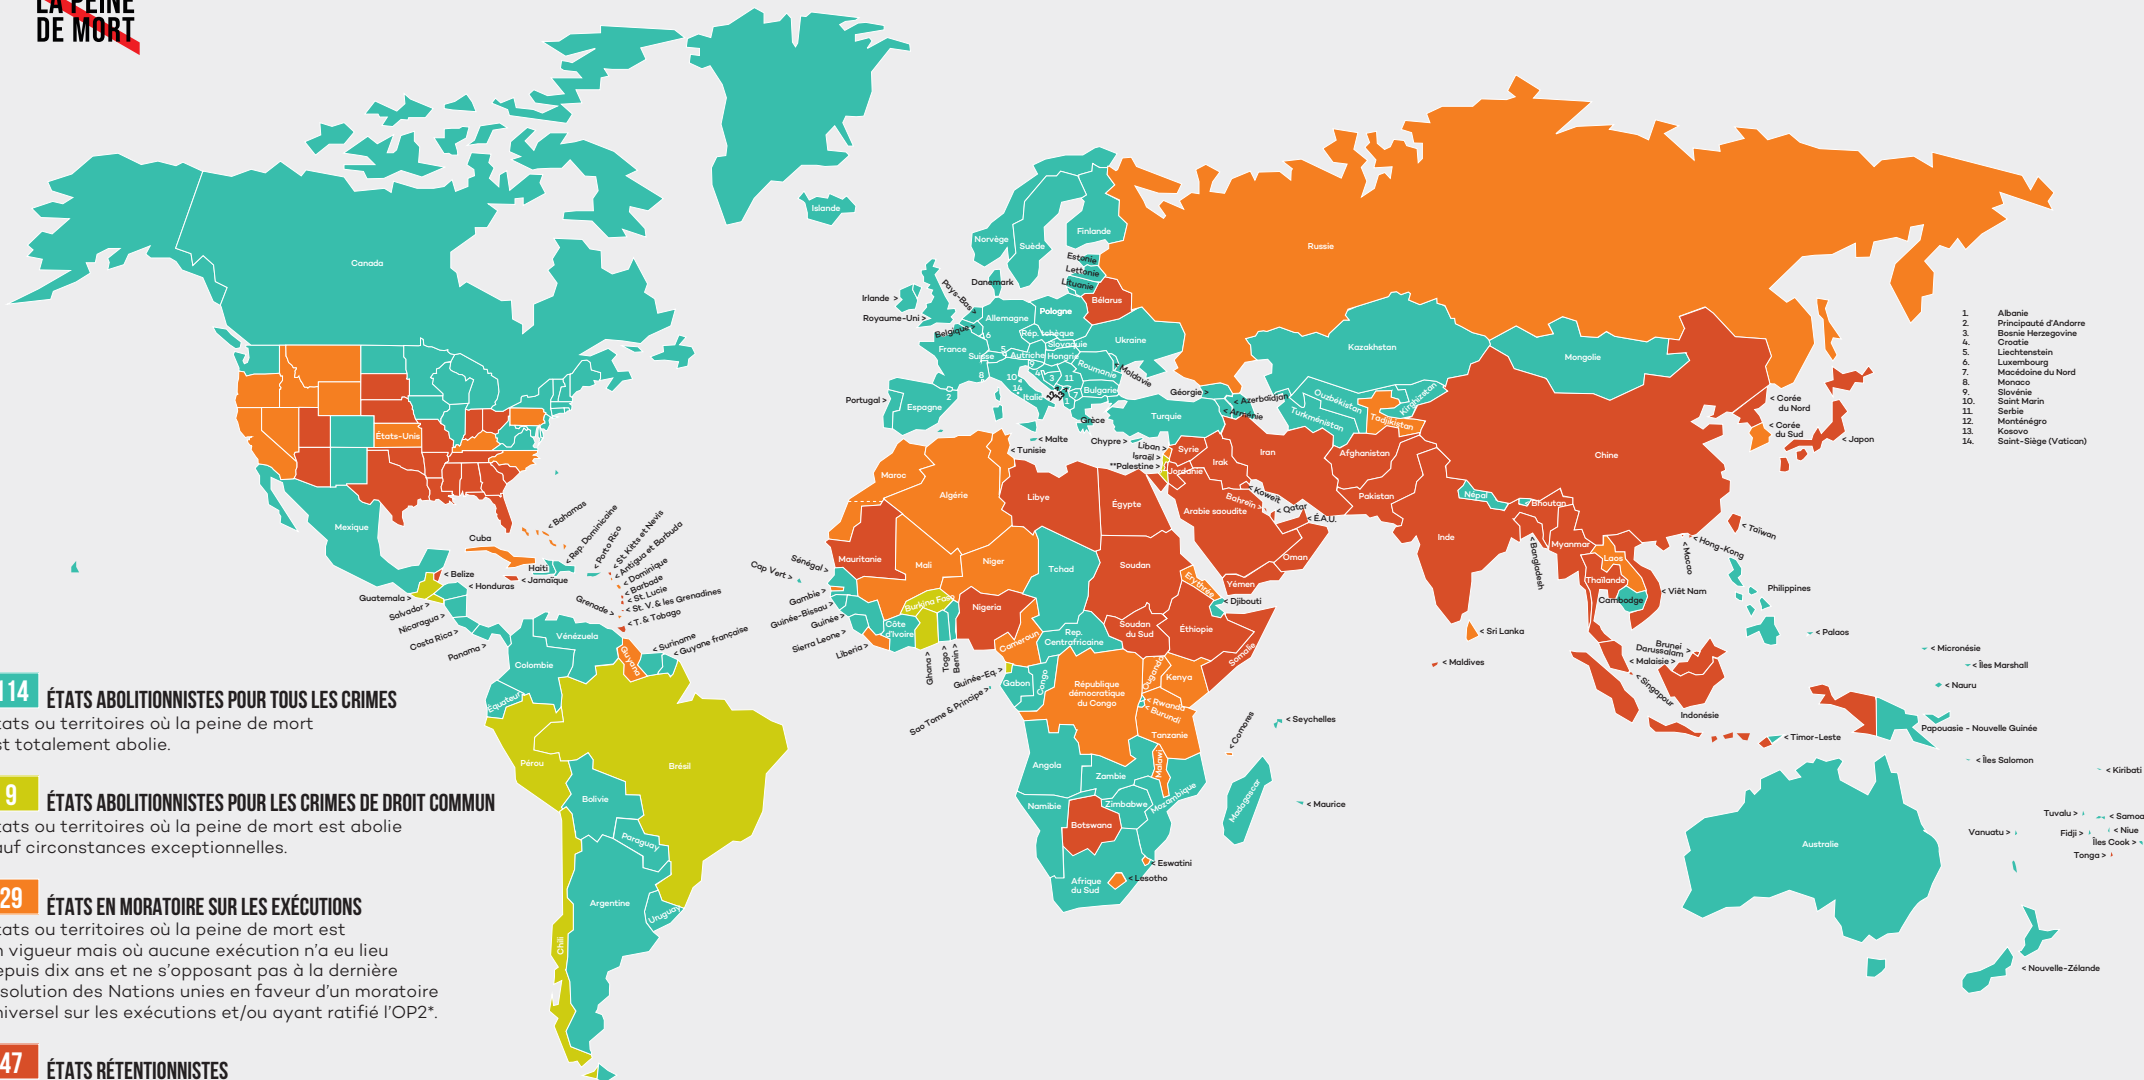 LA PEINE
DE MORT
Islande
Canada
Norvège
Suède
Finlande
Estonie
Lettonie
Lituanie
Danemark
Pays-Bas
Irlande >
Royaume-Uni >
Belgique >
Bélarus
Pologne
Allemagne
6
Rép. tchèque
Slovaquie
Ukraine
France
Suisse
5
Autriche
Hongrie
9
Roumanie
< Moldavie
8
10
14
4
3
11
Italie
12 >
13 >
7
1
Bulgarie
Portugal >
Espagne
2
Grèce
Turquie
Géorgie >
< Azerbaïdjan
< Arménie
Russie
Kazakhstan
Mongolie
Ouzbékistan
Turkménistan
Kirghizstan
Tadjikistan
1. Albanie
2. Principauté d'Andorre
3. Bosnie Herzegovine
4. Croatie
5. Liechtenstein
6. Luxembourg
7. Macédoine du Nord
8. Monaco
9. Slovénie
10. Saint Marin
11. Serbie
12. Monténégro
13. Kosovo
14. Saint-Siège (Vatican)
< Corée
du Nord
< Corée
du Sud
< Japon
Chine
États-Unis
Mexique
< Malte
< Tunisie
Chypre >
Liban >
Israël >
**Palestine >
Syrie
Jordanie
Irak
Iran
Afghanistan
Pakistan
< Koweït
Bahreïn >
< Qatar
< É.A.U.
Arabie saoudite
Oman
Yémen
Népal
< Bhoutan
Inde
< Bangladesh
Myanmar
Laos
Thaïlande
Cambodge
< Viêt Nam
< Taïwan
< Hong-Kong
< Macao
Philippines
< Sri Lanka
< Maldives
Brunei
Darussalam >
< Malaisie >
< Singapour
Indonésie
< Timor-Leste
< Palaos
< Micronésie
< Îles Marshall
< Nauru
Papouasie - Nouvelle Guinée
< Îles Salomon
< Kiribati
Tuvalu >
< Samoa
Vanuatu >
Fidji >
< Niue
Îles Cook >
Tonga >
Australie
< Nouvelle-Zélande
Maroc
Algérie
Libye
Égypte
Mauritanie
Mali
Niger
Tchad
Soudan
Erythrée
< Djibouti
Sénégal >
Cap Vert >
Gambie >
Guinée-Bissau >
Guinée >
Sierra Leone >
Liberia >
Côte
d'Ivoire
Burkina Faso
Ghana >
Togo >
Benin >
Nigeria
Cameroun
Rep.
Centrafricaine
Soudan
du Sud
Éthiopie
Somalie
Guinée-Eq. >
Sao Tome & Principe >
Gabon
Congo
République
démocratique
du Congo
Ouganda
Kenya
< Rwanda
< Burundi
Tanzanie
< Comores
< Seychelles
Angola
Zambie
Malawi
Mozambique
Zimbabwe
Namibie
Botswana
Madagascar
< Maurice
< Eswatini
< Lesotho
Afrique
du Sud
Cuba
< Bahamas
< Rep. Dominicaine
< Porto Rico
< St. Kitts et Nevis
< Antigua et Barbuda
< Dominique
< Barbade
< St. Lucie
< St. V. & les Grenadines
Grenade >
< T. & Tobago
Haïti
< Jamaïque
< Belize
< Honduras
Guatemala >
Salvador >
Nicaragua >
Costa Rica >
Panama >
Vénézuela
Colombie
Guyana
< Suriname
< Guyane française
Équateur
Pérou
Brésil
Bolivie
Paraguay
Argentine
Uruguay
Chili
114 ÉTATS ABOLITIONNISTES POUR TOUS LES CRIMES
tats ou territoires où la peine de mort
st totalement abolie.
9 ÉTATS ABOLITIONNISTES POUR LES CRIMES DE DROIT COMMUN
tats ou territoires où la peine de mort est abolie
auf circonstances exceptionnelles.
29 ÉTATS EN MORATOIRE SUR LES EXÉCUTIONS
tats ou territoires où la peine de mort est
n vigueur mais où aucune exécution n'a eu lieu
epuis dix ans et ne s'opposant pas à la dernière
solution des Nations unies en faveur d'un moratoire
niversel sur les exécutions et/ou ayant ratifié l'OP2*.
47 ÉTATS RÉTENTIONNISTES